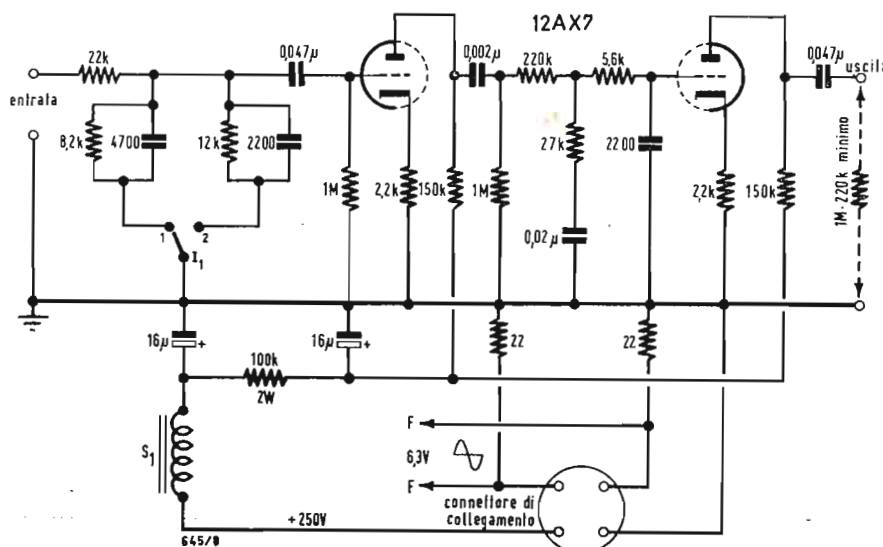 12AX7
22k
0,047µ
0,002µ
220k
5,6k
0,047µ
uscita
entrata
8,2k
4700
12k
2200
27k
2200
1M
2,2k
150k
1M
2,2k
150k
1M-220k minimo
0,02µ
1
2
I1
16µ
+
16µ
+
22
22
100k
2W
S1
F
6,3V
F
connettore di
collegamento
+250V
645/8